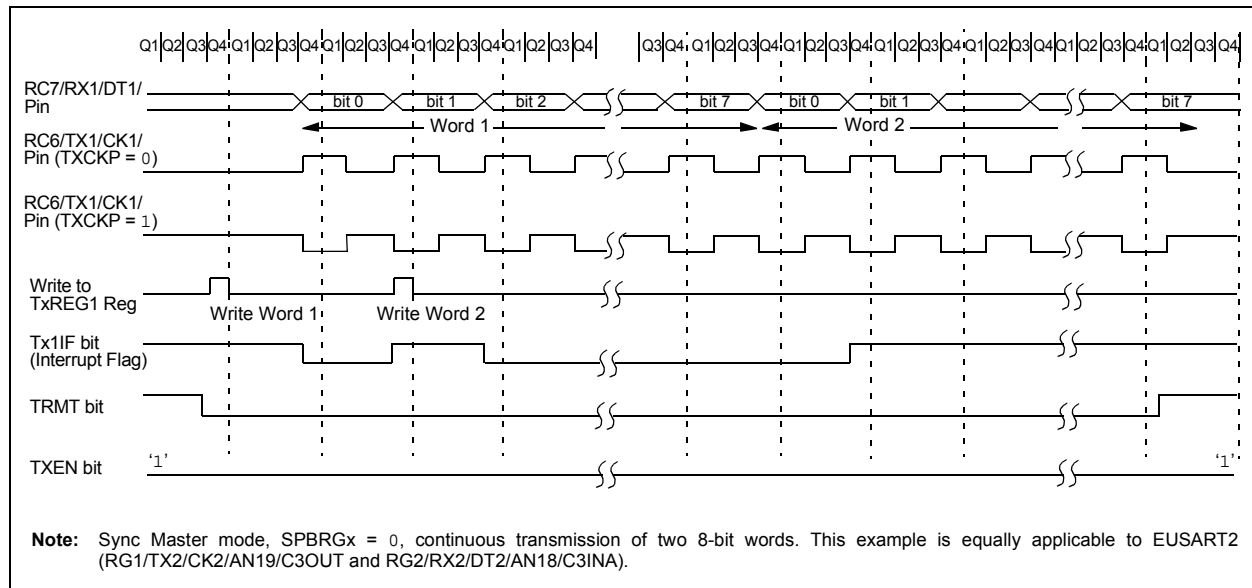 Q1 Q2 Q3 Q4 Q1 Q2 Q3 Q4 Q1 Q2 Q3 Q4 Q1 Q2 Q3 Q4 Q1 Q2 Q3 Q4 Q3 Q4 Q1 Q2 Q3 Q4 Q1 Q2 Q3 Q4 Q1 Q2 Q3 Q4 Q1 Q2 Q3 Q4 Q1 Q2 Q3 Q4 Q1 Q2 Q3 Q4
RC7/RX1/DT1/
Pin
bit 0 bit 1 bit 2 bit 7 bit 0 bit 1 bit 7
Word 1 Word 2
RC6/TX1/CK1/
Pin (TXCKP = 0)
RC6/TX1/CK1/
Pin (TXCKP = 1)
Write to
TxREG1 Reg
Write Word 1 Write Word 2
Tx1IF bit
(Interrupt Flag)
TRMT bit
TXEN bit
‘1’ ‘1’
Note: Sync Master mode, SPBRGx = 0, continuous transmission of two 8-bit words. This example is equally applicable to EUSART2
(RG1/TX2/CK2/AN19/C3OUT and RG2/RX2/DT2/AN18/C3INA).